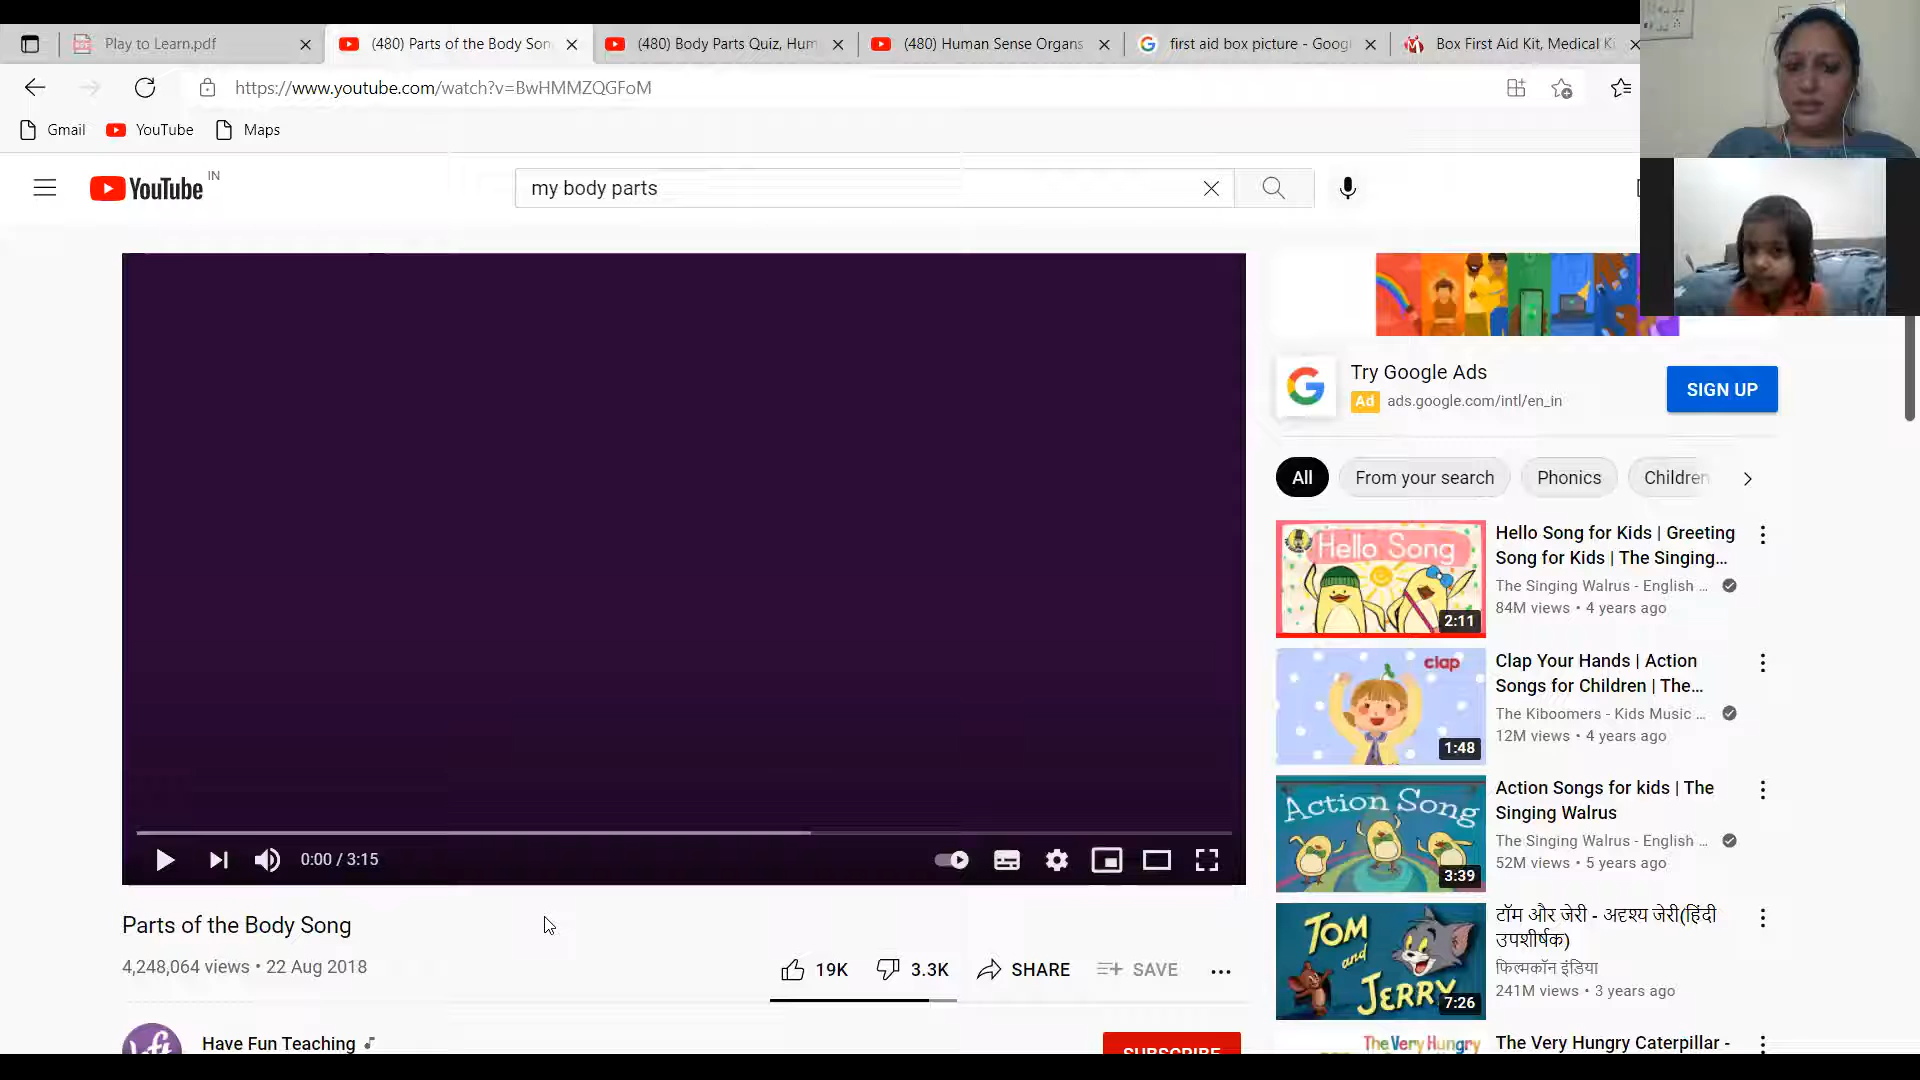 Play to Learn.pdf
(480) Parts of the Body Son
(480) Body Parts Quiz, Hum
(480) Human Sense Organs
first aid box picture - Googl
Box First Aid Kit, Medical Ki
https://www.youtube.com/watch?v=BwHMMZQGFoM
Gmail
YouTube
Maps
YouTube IN
my body parts
Try Google Ads
Ad ads.google.com/intl/en_in
SIGN UP
All
From your search
Phonics
Children
Hello Song
2:11
Hello Song for Kids | Greeting
Song for Kids | The Singing...
The Singing Walrus - English ...
84M views • 4 years ago
clap
1:48
Clap Your Hands | Action
Songs for Children | The...
The Kiboomers - Kids Music ...
12M views • 4 years ago
Action Song
3:39
Action Songs for kids | The
Singing Walrus
The Singing Walrus - English ...
52M views • 5 years ago
TOM
and
JERRY
7:26
टॉम और जेरी - अदृश्य जेरी(हिंदी
उपशीर्षक)
फिल्मकॉन इंडिया
241M views • 3 years ago
The Very Hungry
The Very Hungry Caterpillar -
0:00 / 3:15
Parts of the Body Song
4,248,064 views • 22 Aug 2018
19K
3.3K
SHARE
SAVE
hft
Have Fun Teaching
SUBSCRIBE